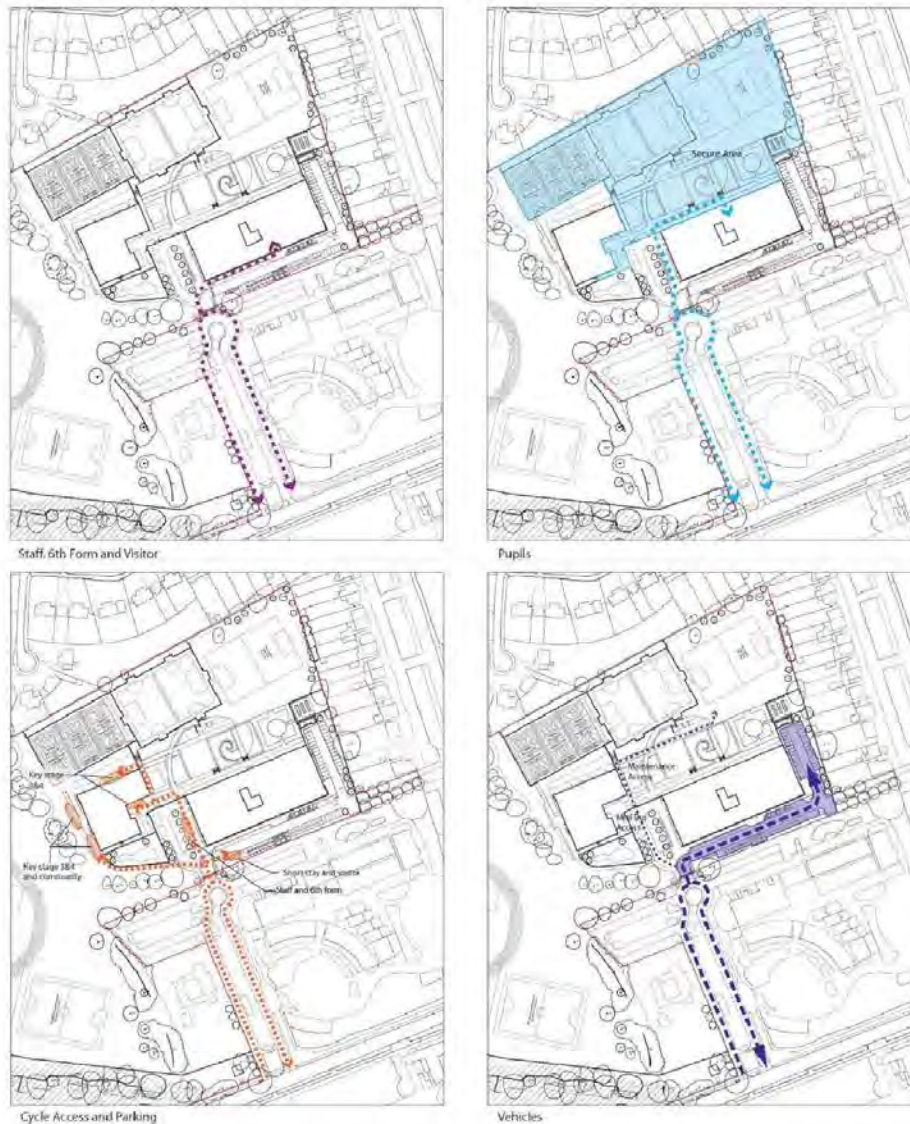 Secure Area
Staff, 6th Form and Visitor
Pupils
Key stage
3&4
Key stage 3&4
and community
Short stay and visitor
Staff and 6th form
Maintenance
Access
Access
Cycle Access and Parking
Vehicles